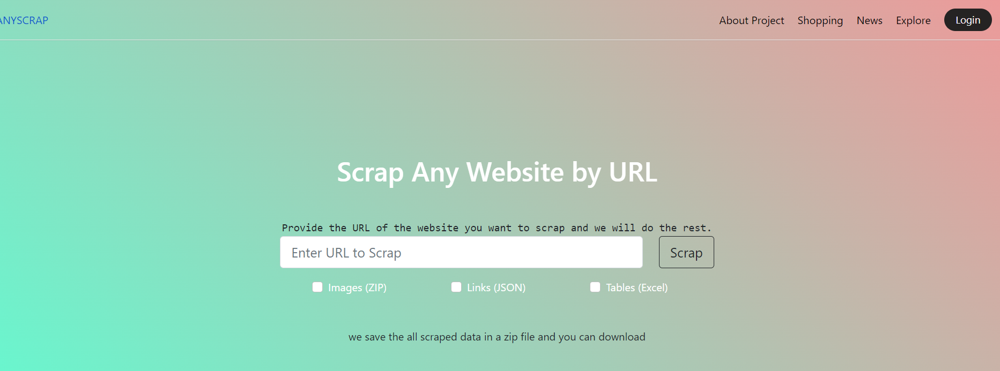 ANYSCRAP About Project Shopping News Explore Login
Scrap Any Website by URL
Provide the URL of the website you want to scrap and we will do the rest.
Enter URL to Scrap Scrap
Images (ZIP) Links (JSON) Tables (Excel)
we save the all scraped data in a zip file and you can download